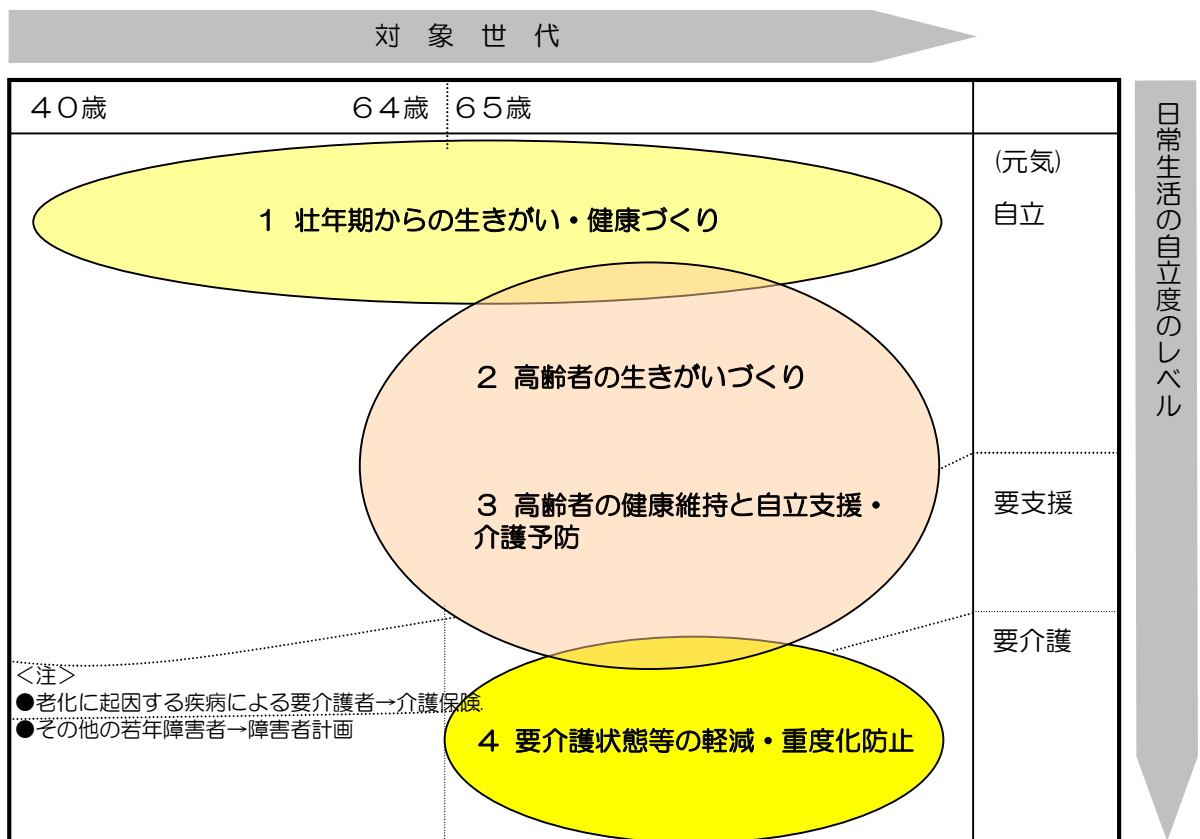 対象世代
４０歳
６４歳
６５歳
(元気)
自立
１ 壮年期からの生きがい・健康づくり
２ 高齢者の生きがいづくり
３ 高齢者の健康維持と自立支援・
介護予防
要支援
要介護
<注>
●老化に起因する疾病による要介護者→介護保険
●その他の若年障害者→障害者計画
４ 要介護状態等の軽減・重度化防止
日常生活の自立度のレベル